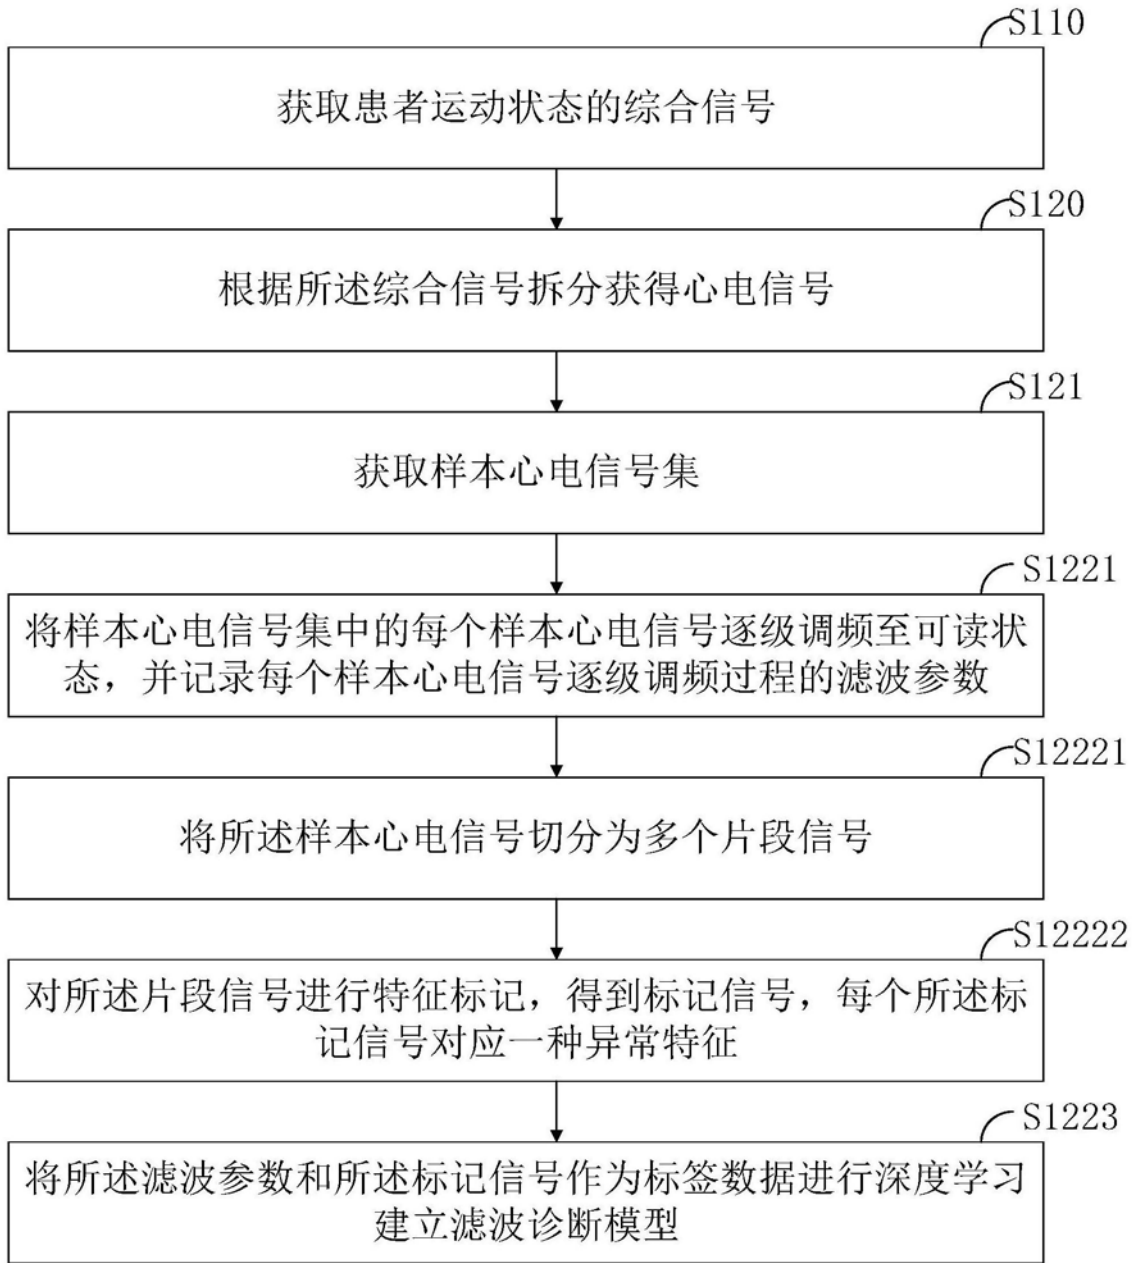 S110
获取患者运动状态的综合信号
S120
根据所述综合信号拆分获得心电信号
S121
获取样本心电信号集
S1221
将样本心电信号集中的每个样本心电信号逐级调频至可读状
态，并记录每个样本心电信号逐级调频过程的滤波参数
S12221
将所述样本心电信号切分为多个片段信号
S12222
对所述片段信号进行特征标记，得到标记信号，每个所述标
记信号对应一种异常特征
S1223
将所述滤波参数和所述标记信号作为标签数据进行深度学习
建立滤波诊断模型